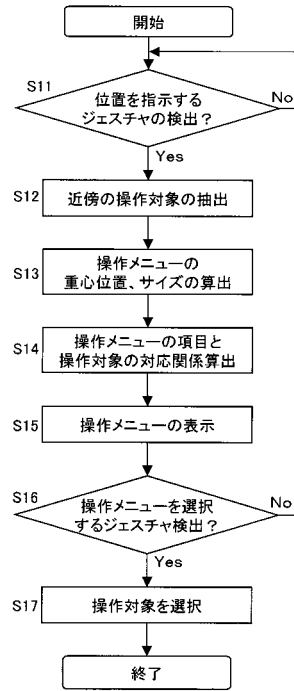 開始
S11
位置を指示する
ジェスチャの検出？
No
Yes
S12
近傍の操作対象の抽出
S13
操作メニューの
重心位置、サイズの算出
S14
操作メニューの項目と
操作対象の対応関係算出
S15
操作メニューの表示
S16
操作メニューを選択
するジェスチャ検出？
No
Yes
S17
操作対象を選択
終了